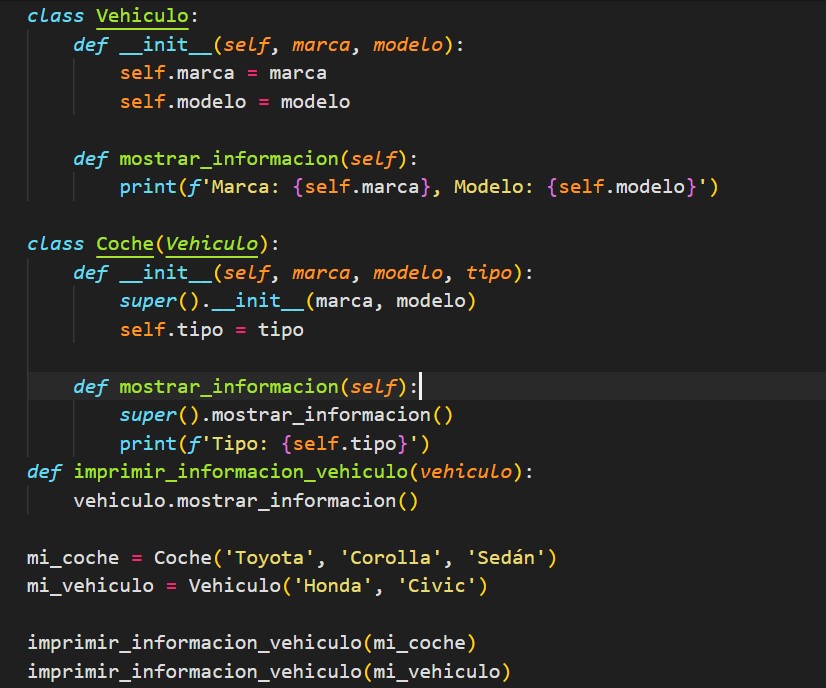 class Vehiculo:
    def __init__(self, marca, modelo):
        self.marca = marca
        self.modelo = modelo

    def mostrar_informacion(self):
        print(f'Marca: {self.marca}, Modelo: {self.modelo}')

class Coche(Vehiculo):
    def __init__(self, marca, modelo, tipo):
        super().__init__(marca, modelo)
        self.tipo = tipo

    def mostrar_informacion(self):
        super().mostrar_informacion()
        print(f'Tipo: {self.tipo}')
def imprimir_informacion_vehiculo(vehiculo):
    vehiculo.mostrar_informacion()

mi_coche = Coche('Toyota', 'Corolla', 'Sedán')
mi_vehiculo = Vehiculo('Honda', 'Civic')

imprimir_informacion_vehiculo(mi_coche)
imprimir_informacion_vehiculo(mi_vehiculo)